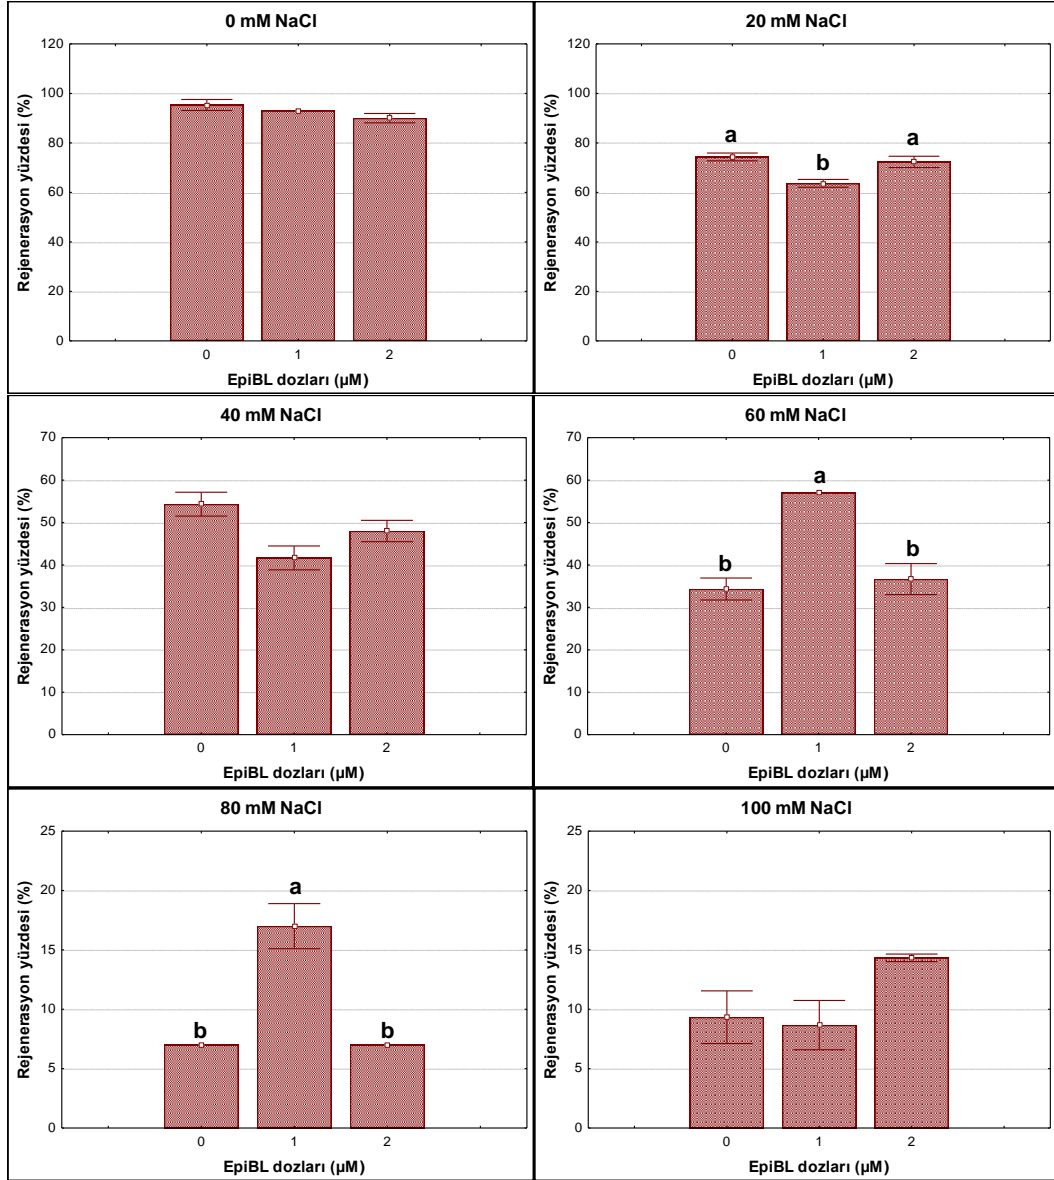 0 mM NaCl
Rejenerasyon yüzdesi (%)
120
100
80
60
40
20
0
0 1 2
EpiBL dozları (µM)
20 mM NaCl
Rejenerasyon yüzdesi (%)
120
100
80
60
40
20
0
a b a
0 1 2
EpiBL dozları (µM)
40 mM NaCl
Rejenerasyon yüzdesi (%)
70
60
50
40
30
20
10
0
0 1 2
EpiBL dozları (µM)
60 mM NaCl
Rejenerasyon yüzdesi (%)
70
60
50
40
30
20
10
0
b a b
0 1 2
EpiBL dozları (µM)
80 mM NaCl
Rejenerasyon yüzdesi (%)
25
20
15
10
5
0
b a b
0 1 2
EpiBL dozları (µM)
100 mM NaCl
Rejenerasyon yüzdesi (%)
25
20
15
10
5
0
0 1 2
EpiBL dozları (µM)